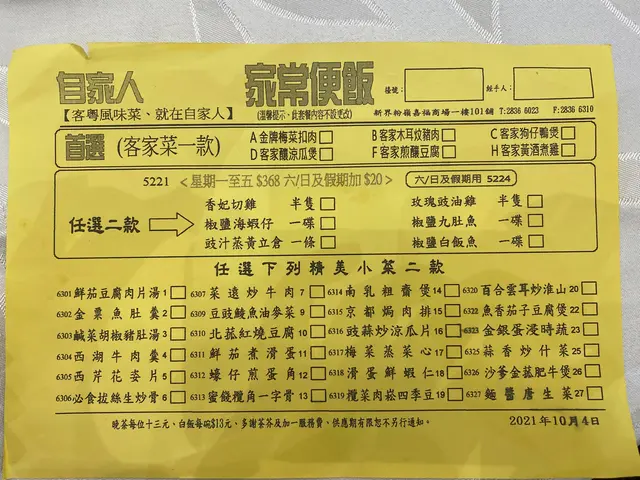 自家人
【客粵風味菜、就在自家人】
家常便飯
(溫馨提示、此套餐內容不設更改)
檯號: 經手人:
新界粉嶺嘉福商場一樓101舖 T:2836 6023 F:2836 6310
首選 (客家菜一款)
A金牌梅菜扣肉 B客家木耳炆豬肉 C客家狗仔鴨煲
D客家釀涼瓜煲 F客家煎釀豆腐 H客家黃酒煮雞
5221 <星期一至五 $368 六/日及假期加 $20> 六/日及假期用 5224
任選二款
香妃切雞 半隻 玫瑰豉油雞 半隻
椒鹽海蝦仔 一碟 椒鹽九肚魚 一碟
豉汁蒸黃立倉 一條 椒鹽白飯魚 一碟
任選下列精美小菜二款
6301 鮮茄豆腐肉片湯 1 6307 菜遠炒牛肉 7 6314 南乳粗齋煲 14 6320 百合雲耳炒淮山 20
6302 金粟魚肚羹 2 6309 豆豉鯪魚油麥菜 9 6315 京都焗肉排 15 魚香茄子豆腐煲 22
6303 鹹菜胡椒豬肚湯 3 6310 北菰紅燒豆腐 10 6316 豉蒜炒涼瓜片 16 6323 金銀蛋浸時蔬 23
6304 西湖牛肉羹 4 6311 鮮茄煮滑蛋 11 6317 梅菜蒸菜心 17 6325 蒜香炒什菜 25
6305 西芹花姿片 5 6312 蠔仔煎蛋角 12 6318 滑蛋鮮蝦仁 18 6326 沙爹金菰肥牛煲 26
6306 必食拔絲生炒骨 6 6313 蜜餞欖角一字骨 13 6319 欖菜肉崧四季豆 19 6327 麵醬唐生菜 27
晚茶每位十三元、白飯每碗$13元、多謝茶芥及加一服務費、供應期有限恕不另行通知。
2021年10月4日